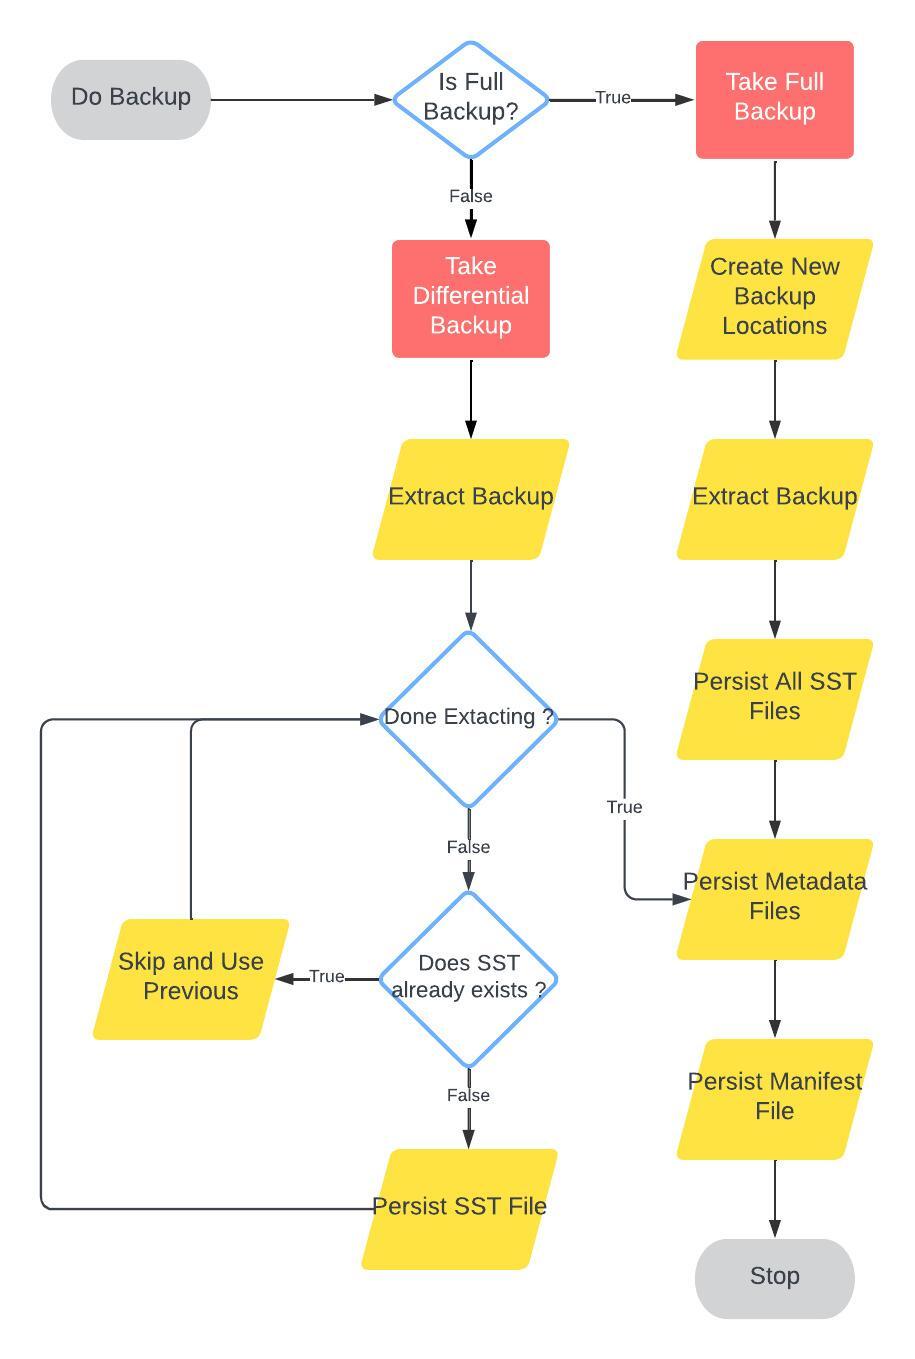 Do Backup
Is Full
Backup?
True
Take Full
Backup
False
Take
Differential
Backup
Create New
Backup
Locations
Extract Backup
Extract Backup
Done Extacting ?
Persist All SST
Files
True
False
Persist Metadata
Files
Skip and Use
Previous
True
Does SST
already exists ?
False
Persist Manifest
File
Persist SST File
Stop